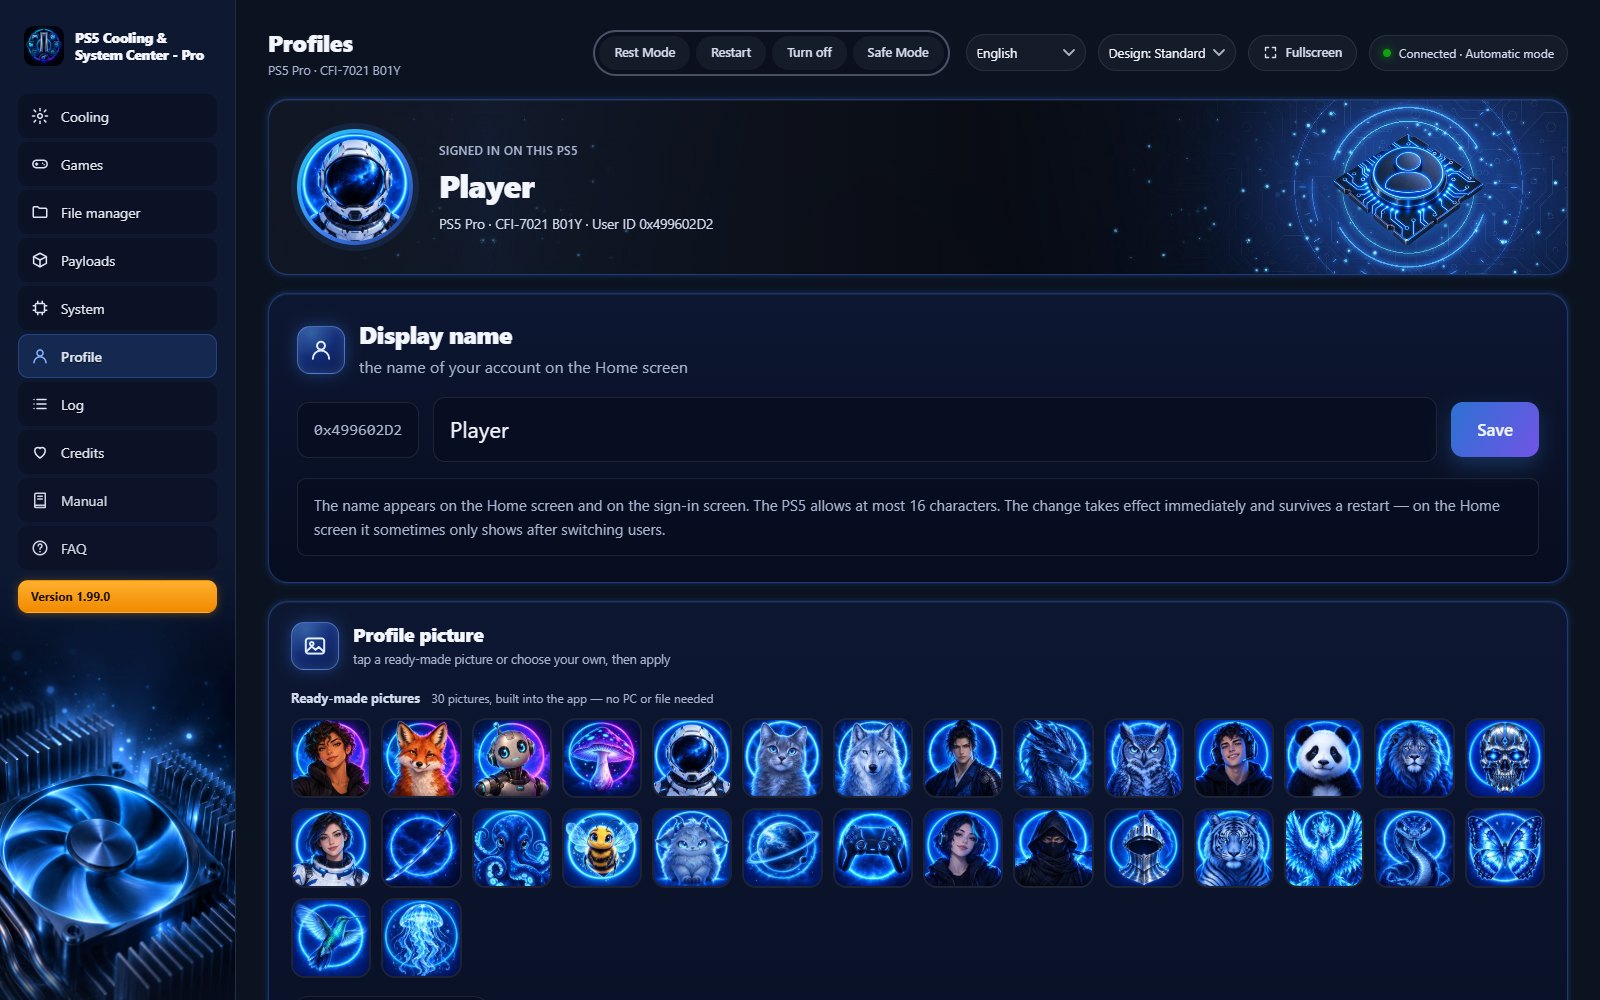 PS5 Cooling &
System Center - Pro
Cooling
Games
File manager
Payloads
System
Profile
Log
Credits
Manual
FAQ
Version 1.99.0
Profiles
PS5 Pro · CFI-7021 B01Y
Rest Mode
Restart
Turn off
Safe Mode
English
Design: Standard
Fullscreen
Connected · Automatic mode
SIGNED IN ON THIS PS5
Player
PS5 Pro · CFI-7021 B01Y · User ID 0x499602D2
Display name
the name of your account on the Home screen
0x499602D2
Player
Save
The name appears on the Home screen and on the sign-in screen. The PS5 allows at most 16 characters. The change takes effect immediately and survives a restart — on the Home
screen it sometimes only shows after switching users.
Profile picture
tap a ready-made picture or choose your own, then apply
Ready-made pictures 30 pictures, built into the app — no PC or file needed